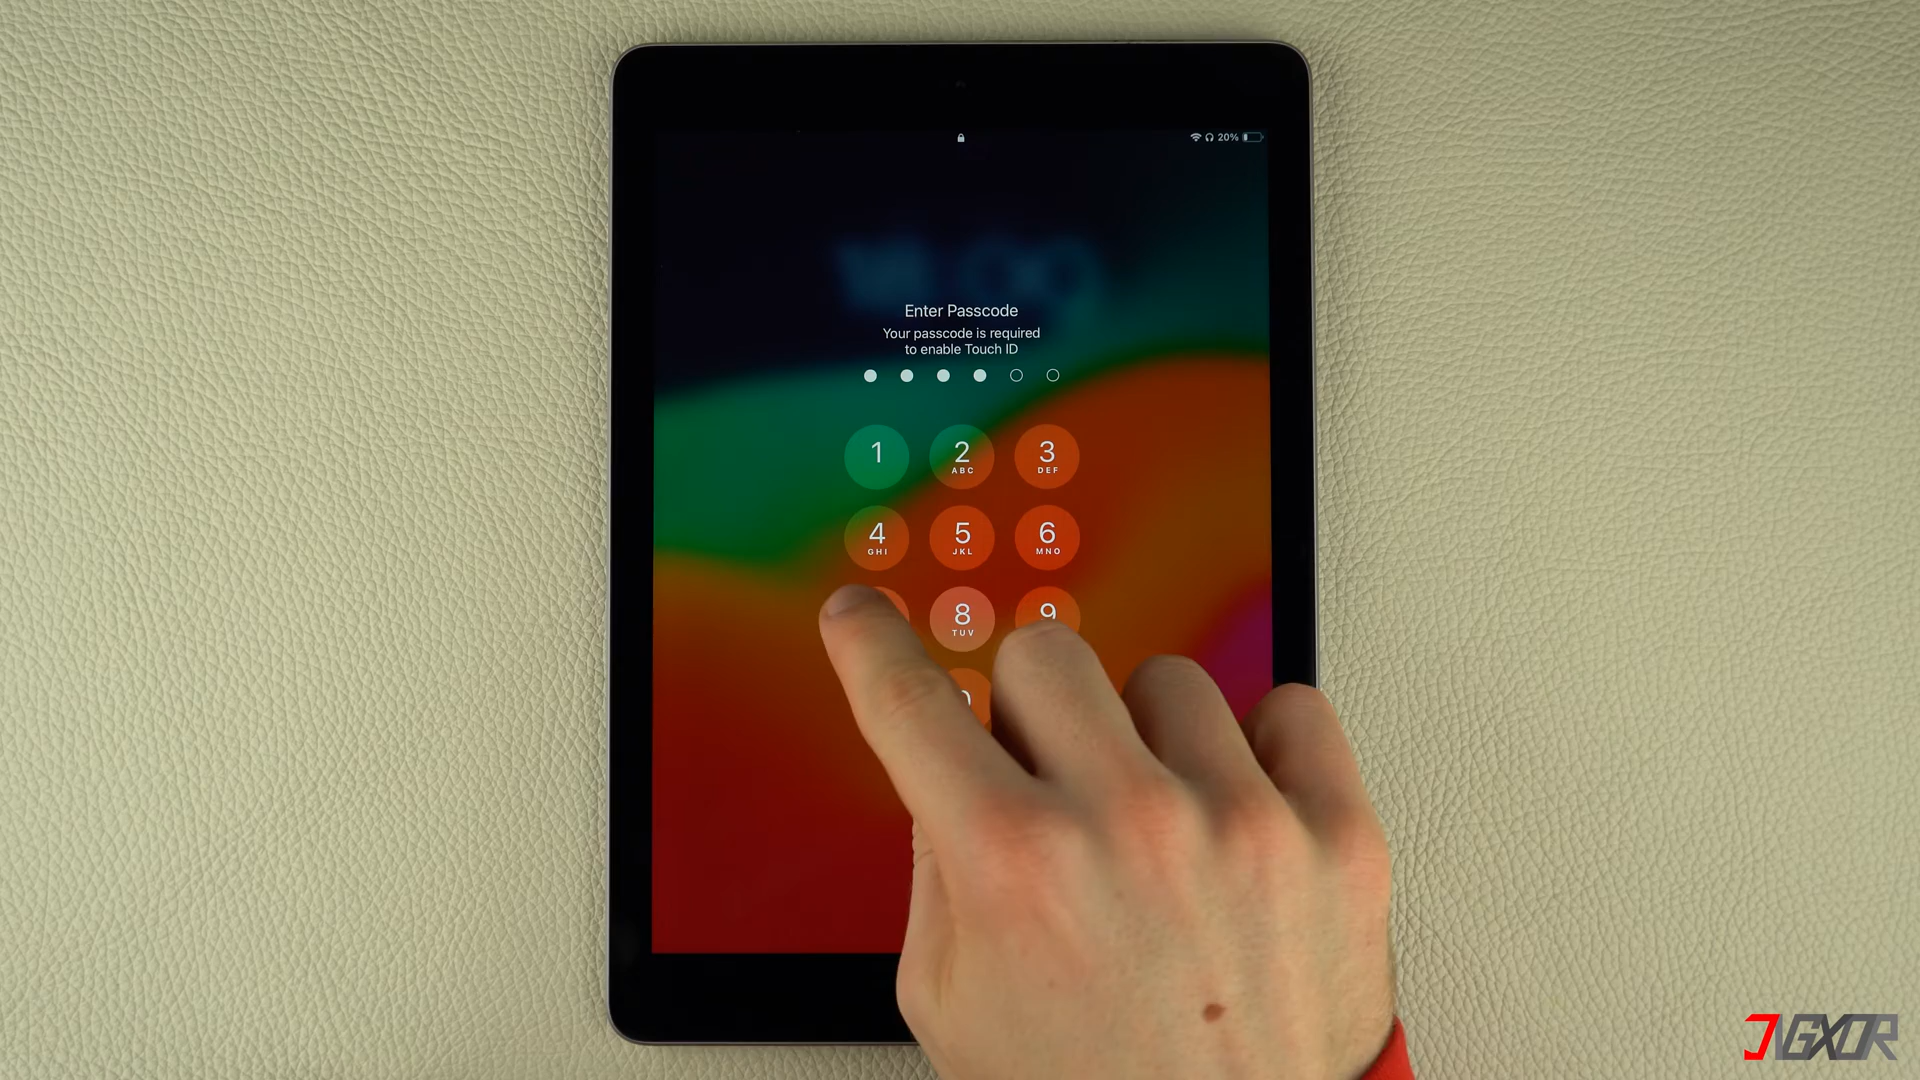 20%
Enter Passcode
Your passcode is required
to enable Touch ID
1 2 3
ABC DEF
4 5 6
GHI JKL MNO
8 9
TUV
JIGXOR